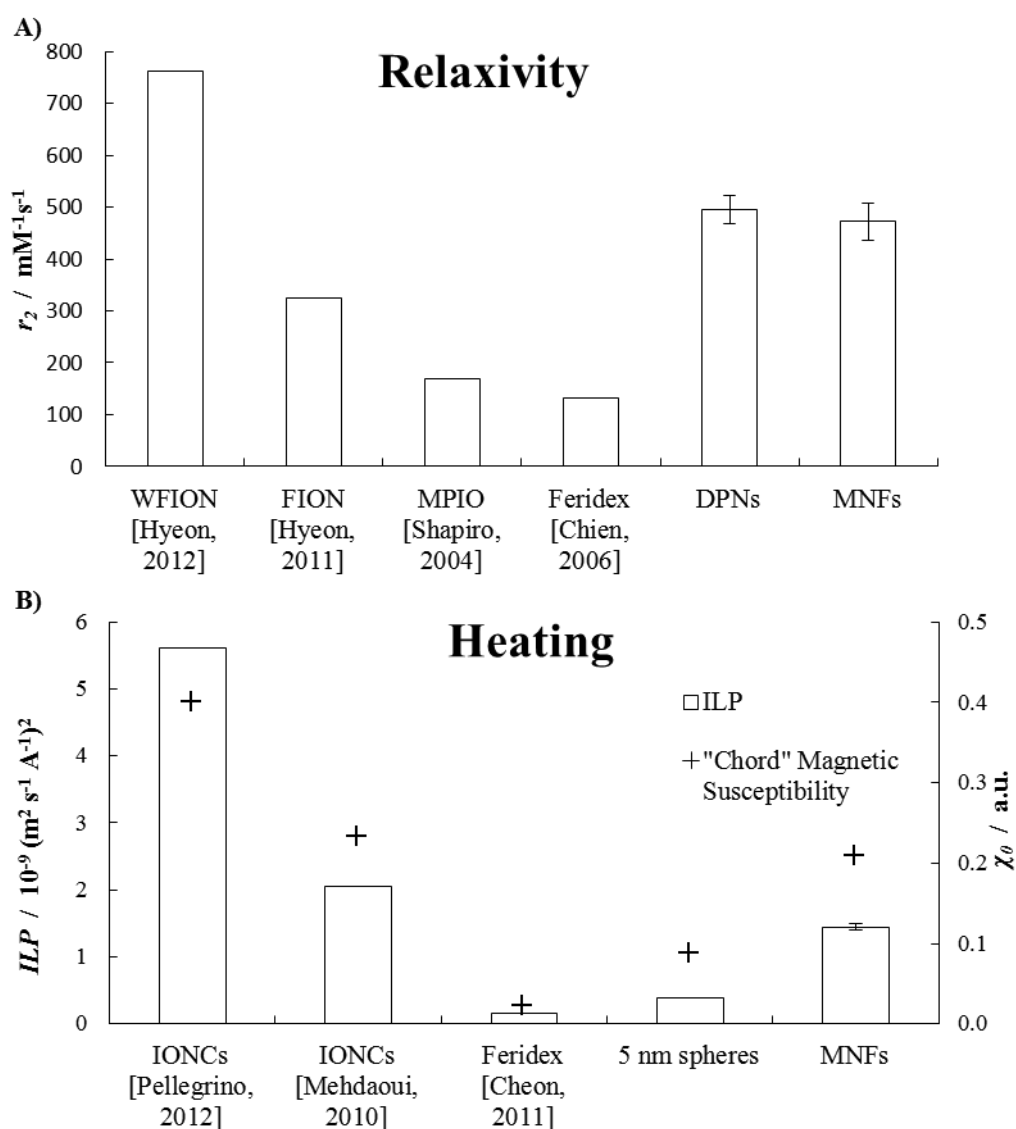 A)
Relaxivity
800
700
600
500
400
300
200
100
0
r2 / mM-1s-1
WFION
[Hyeon,
2012]
FION
[Hyeon,
2011]
MPIO
[Shapiro,
2004]
Feridex
[Chien,
2006]
DPNs
MNFs
B)
Heating
6
5
4
3
2
1
0
ILP / 10-9 (m2 s-1 A-1)2
ILP
"Chord" Magnetic
Susceptibility
0.5
0.4
0.3
0.2
0.1
0.0
χ0 / a.u.
IONCs
[Pellegrino,
2012]
IONCs
[Mehdaoui,
2010]
Feridex
[Cheon,
2011]
5 nm spheres
MNFs